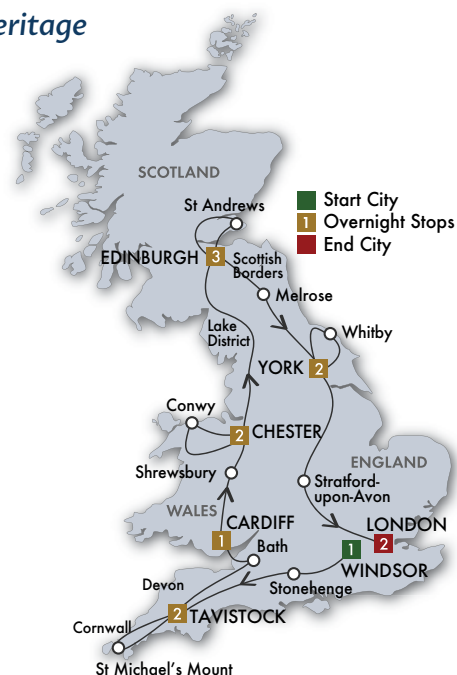 eritage
SCOTLAND
St Andrews
Start City
1 Overnight Stops
End City
EDINBURGH 3
Scottish
Borders
Melrose
Lake
District
Whitby
YORK 2
Conwy
2 CHESTER
Shrewsbury
ENGLAND
Stratford-
upon-Avon
WALES
CARDIFF
1
LONDON
2
Bath
1
WINDSOR
Stonehenge
Devon
2 TAVISTOCK
Cornwall
St Michael's Mount